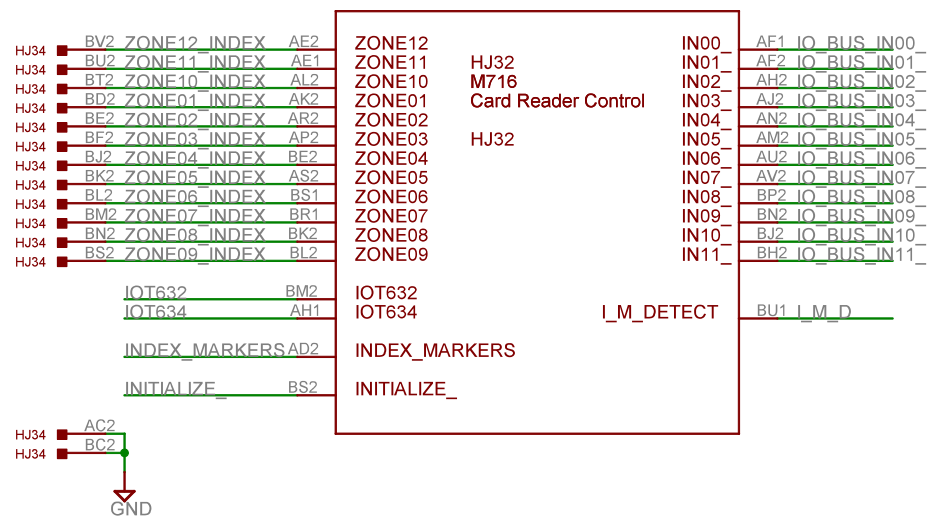 HJ34 BV2 ZONE12_INDEX AE2 ZONE12 IN00_ AF1 IO_BUS_IN00_
HJ34 BU2 ZONE11_INDEX AE1 ZONE11 HJ32 IN01_ AF2 IO_BUS_IN01_
HJ34 BT2 ZONE10_INDEX AL2 ZONE10 M716 IN02_ AH2 IO_BUS_IN02_
HJ34 BD2 ZONE01_INDEX AK2 ZONE01 Card Reader Control IN03_ AJ2 IO_BUS_IN03_
HJ34 BE2 ZONE02_INDEX AR2 ZONE02 IN04_ AN2 IO_BUS_IN04_
HJ34 BF2 ZONE03_INDEX AP2 ZONE03 HJ32 IN05_ AM2 IO_BUS_IN05_
HJ34 BJ2 ZONE04_INDEX BE2 ZONE04 IN06_ AU2 IO_BUS_IN06_
HJ34 BK2 ZONE05_INDEX AS2 ZONE05 IN07_ AV2 IO_BUS_IN07_
HJ34 BL2 ZONE06_INDEX BS1 ZONE06 IN08_ BP2 IO_BUS_IN08_
HJ34 BM2 ZONE07_INDEX BR1 ZONE07 IN09_ BN2 IO_BUS_IN09_
HJ34 BN2 ZONE08_INDEX BK2 ZONE08 IN10_ BJ2 IO_BUS_IN10_
HJ34 BS2 ZONE09_INDEX BL2 ZONE09 IN11_ BH2 IO_BUS_IN11_
IOT632 BM2 IOT632
IOT634 AH1 IOT634 I_M_DETECT BU1 I_M_D
INDEX_MARKERS AD2 INDEX_MARKERS
INITIALIZE_ BS2 INITIALIZE_
HJ34 AC2
HJ34 BC2
GND